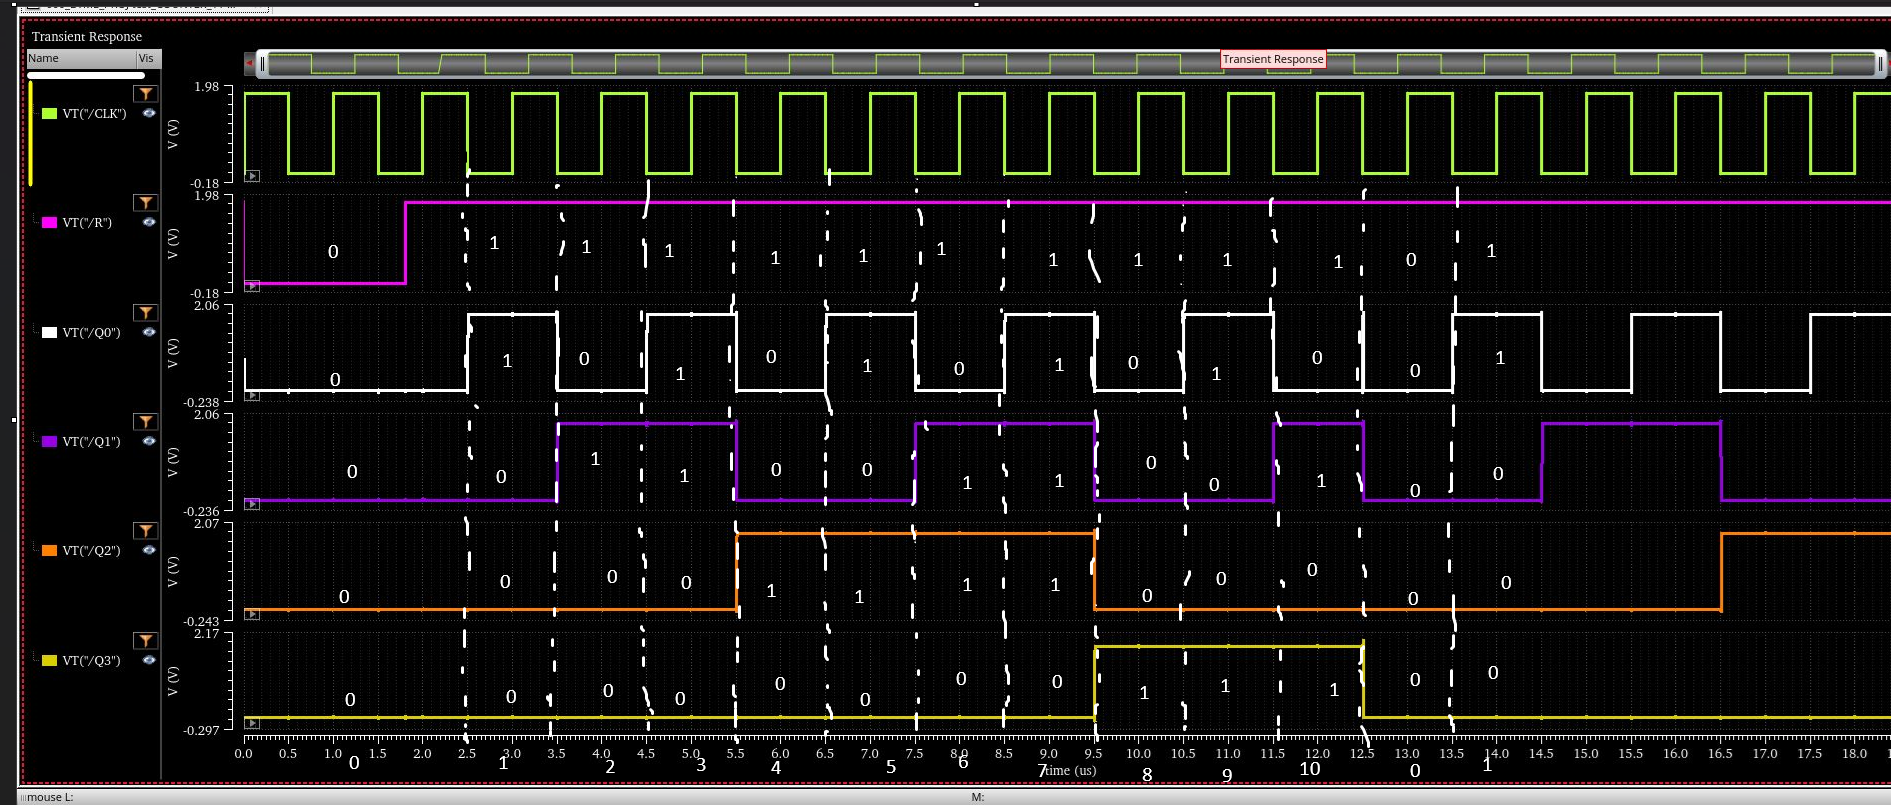 Transient Response
Name Vis
Transient Response
VT("/CLK")
V (V)
1.98
-0.18
VT("/R")
V (V)
1.98
-0.18
0 1 1 1 1 1 1 1 1 1 1 0 1
VT("/Q0")
V (V)
2.06
-0.238
0 1 0 1 0 1 0 1 0 1 0 0 1
VT("/Q1")
V (V)
2.06
-0.236
0 0 1 1 0 0 1 1 0 0 1 0 0
VT("/Q2")
V (V)
2.07
-0.243
0 0 0 0 1 1 1 1 0 0 0 0 0
VT("/Q3")
V (V)
2.17
-0.297
0 0 0 0 0 0 0 0 1 1 1 0 0
0.0 0.5 1.0 1.5 2.0 2.5 3.0 3.5 4.0 4.5 5.0 5.5 6.0 6.5 7.0 7.5 8.0 8.5 9.0 9.5 10.0 10.5 11.0 11.5 12.0 12.5 13.0 13.5 14.0 14.5 15.0 15.5 16.0 16.5 17.0 17.5 18.0
0 1 2 3 4 5 6 7 8 9 10 0 1
time (us)
mouse L: M: